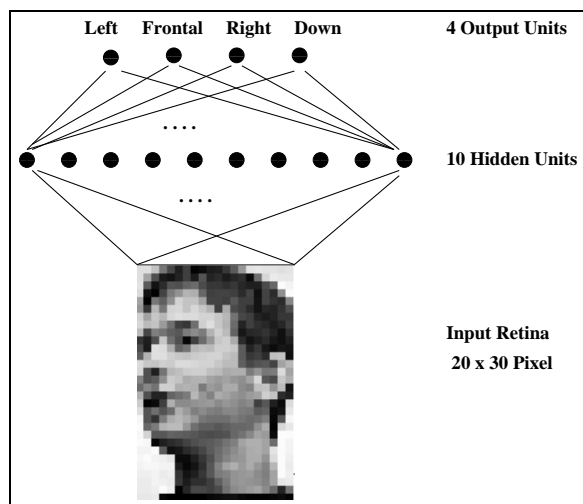 Left Frontal Right Down 4 Output Units
....
10 Hidden Units
....
Input Retina
20 x 30 Pixel